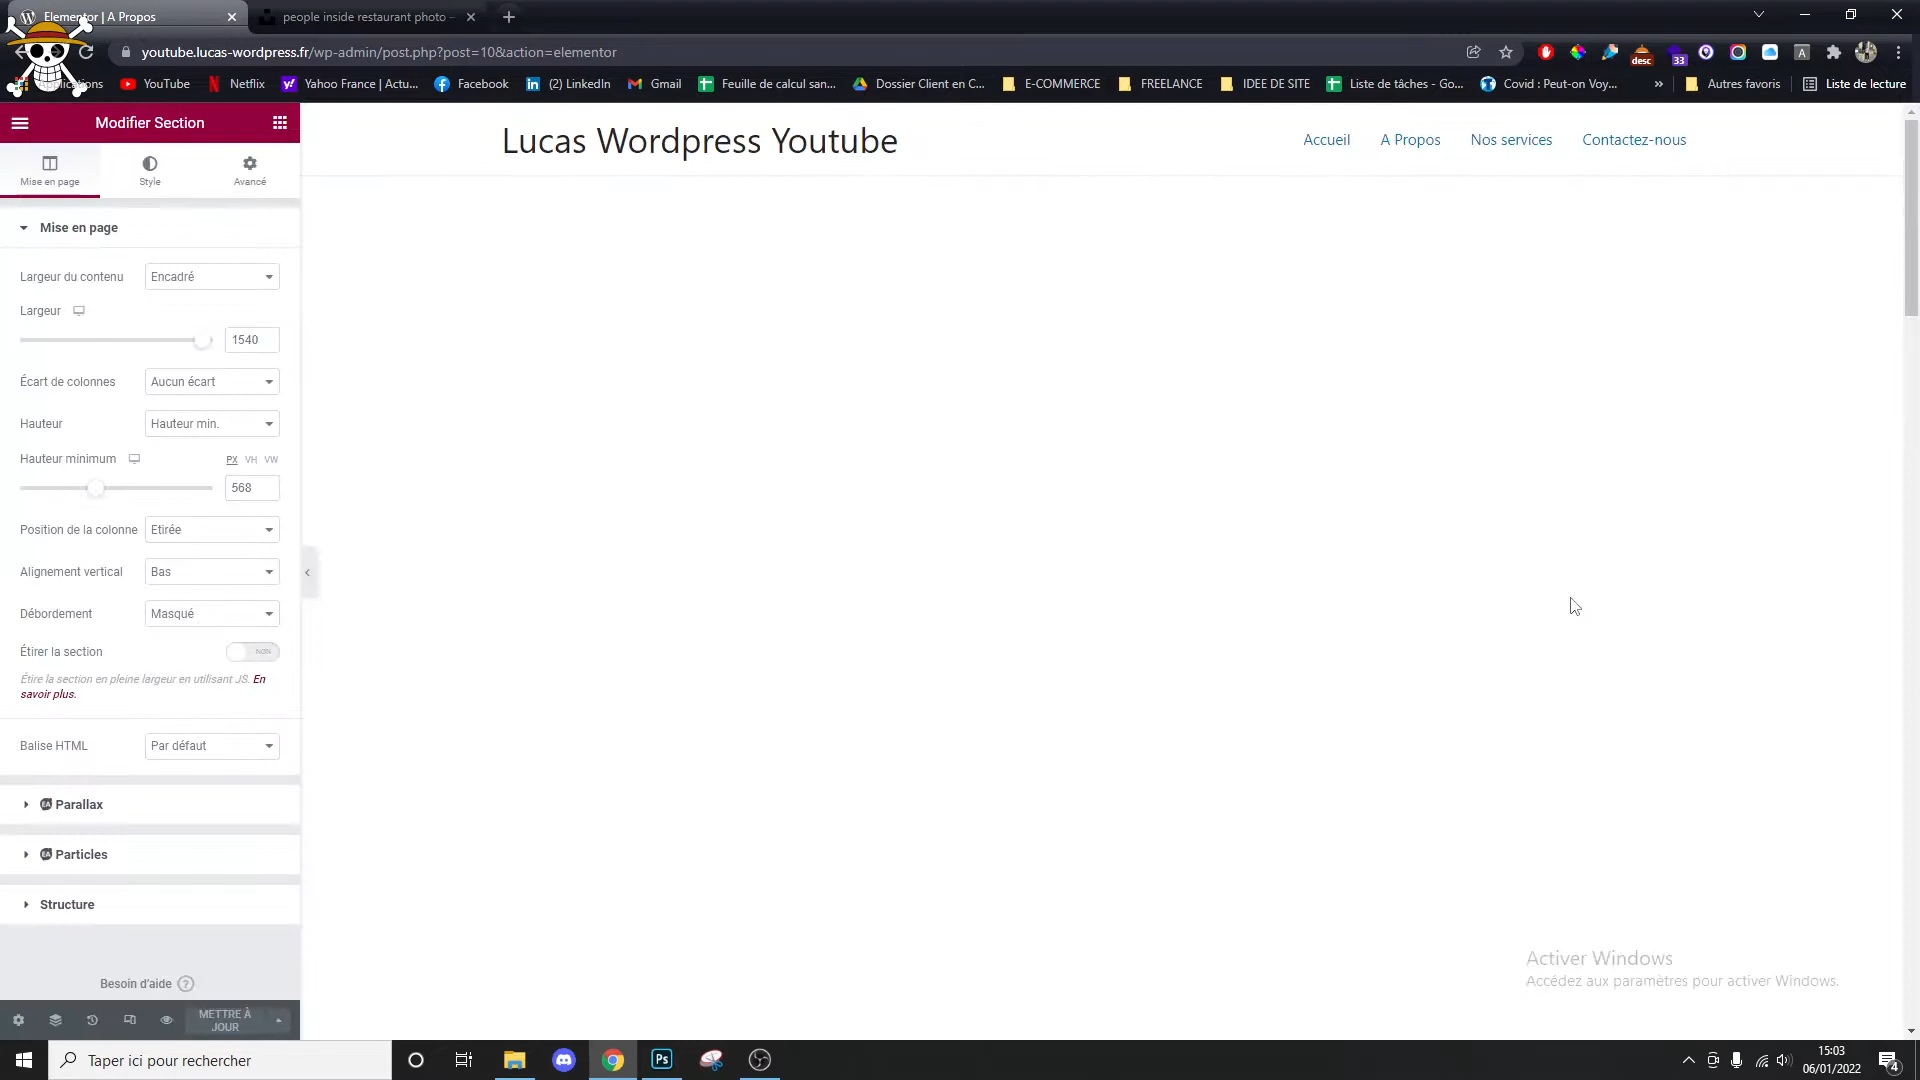 Elementor | A Propos
people inside restaurant photo –
youtube.lucas-wordpress.fr/wp-admin/post.php?post=10&action=elementor
desc
33
A
YouTube
Netflix
Yahoo France | Actu...
Facebook
(2) LinkedIn
Gmail
Feuille de calcul san...
Dossier Client en C...
E-COMMERCE
FREELANCE
IDEE DE SITE
Liste de tâches - Go...
Covid : Peut-on Voy...
»
Autres favoris
Liste de lecture
Modifier Section
Lucas Wordpress Youtube
Accueil
A Propos
Nos services
Contactez-nous
Mise en page
Style
Avancé
Mise en page
Largeur du contenu
Encadré
Largeur
1540
Écart de colonnes
Aucun écart
Hauteur
Hauteur min.
Hauteur minimum
PX VH VW
568
Position de la colonne
Etirée
Alignement vertical
Bas
Débordement
Masqué
Étirer la section
NON
Étire la section en pleine largeur en utilisant JS. En
savoir plus.
Balise HTML
Par défaut
Parallax
Particles
Structure
Besoin d'aide ?
METTRE À
JOUR
Activer Windows
Accédez aux paramètres pour activer Windows.
Taper ici pour rechercher
Ps
15:03
06/01/2022
4